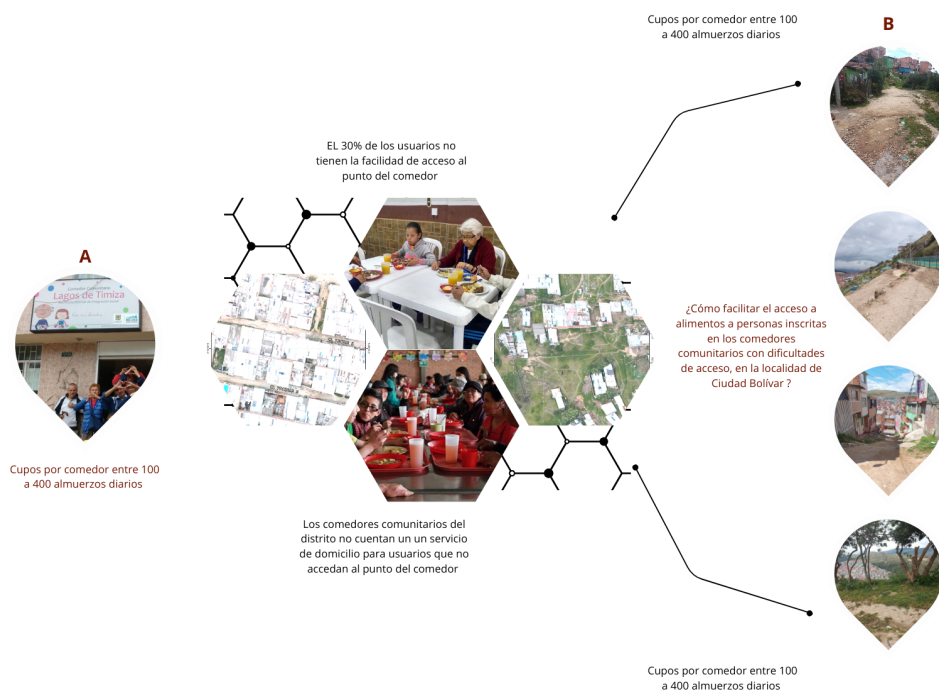 Cupos por comedor entre 100
a 400 almuerzos diarios
B
EL 30% de los usuarios no
tienen la facilidad de acceso al
punto del comedor
A
Comedor Comunitario
Lagos de Timiza
¿Cómo facilitar el acceso a
alimentos a personas inscritas
en los comedores
comunitarios con dificultades
de acceso, en la localidad de
Ciudad Bolívar ?
Cupos por comedor entre 100
a 400 almuerzos diarios
Los comedores comunitarios del
distrito no cuentan un un servicio
de domicilio para usuarios que no
accedan al punto del comedor
Cupos por comedor entre 100
a 400 almuerzos diarios